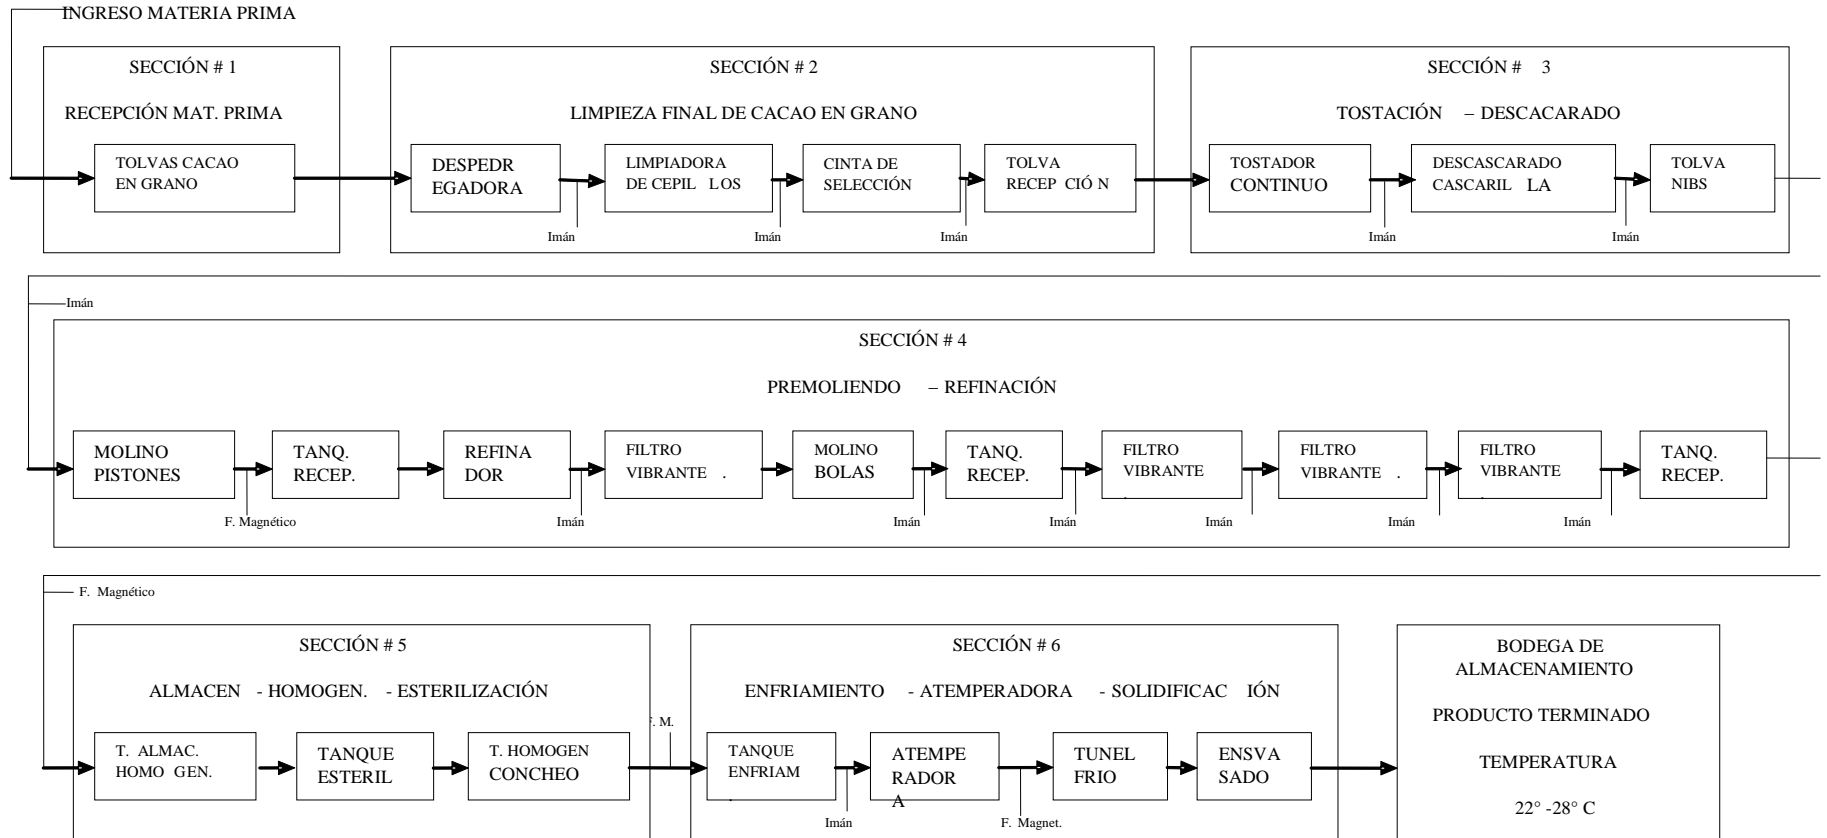 INGRESO MATERIA PRIMA
SECCIÓN # 1
RECEPCIÓN MAT. PRIMA
TOLVAS CACAO
EN GRANO
SECCIÓN # 2
LIMPIEZA FINAL DE CACAO EN GRANO
DESPEDR
EGADORA
Imán
LIMPIADORA
DE CEPIL LOS
Imán
CINTA DE
SELECCIÓN
Imán
TOLVA
RECEP CIÓ N
SECCIÓN # 3
TOSTACIÓN – DESCACARADO
TOSTADOR
CONTINUO
Imán
DESCASCARADO
CASCARIL LA
Imán
TOLVA
NIBS
Imán
SECCIÓN # 4
PREMOLIENDO – REFINACIÓN
MOLINO
PISTONES
F. Magnético
TANQ.
RECEP.
REFINA
DOR
Imán
FILTRO
VIBRANTE .
MOLINO
BOLAS
Imán
TANQ.
RECEP.
Imán
FILTRO
VIBRANTE
.
Imán
FILTRO
VIBRANTE .
Imán
FILTRO
VIBRANTE
.
Imán
TANQ.
RECEP.
F. Magnético
SECCIÓN # 5
ALMACEN - HOMOGEN. - ESTERILIZACIÓN
T. ALMAC.
HOMO GEN.
TANQUE
ESTERIL
T. HOMOGEN
CONCHEO
F. M.
SECCIÓN # 6
ENFRIAMIENTO - ATEMPERADORA - SOLIDIFICAC IÓN
TANQUE
ENFRIAM
.
Imán
ATEMPE
RADOR
A
F. Magnet.
TUNEL
FRIO
ENSVA
SADO
BODEGA DE
ALMACENAMIENTO
PRODUCTO TERMINADO
TEMPERATURA
22° -28° C